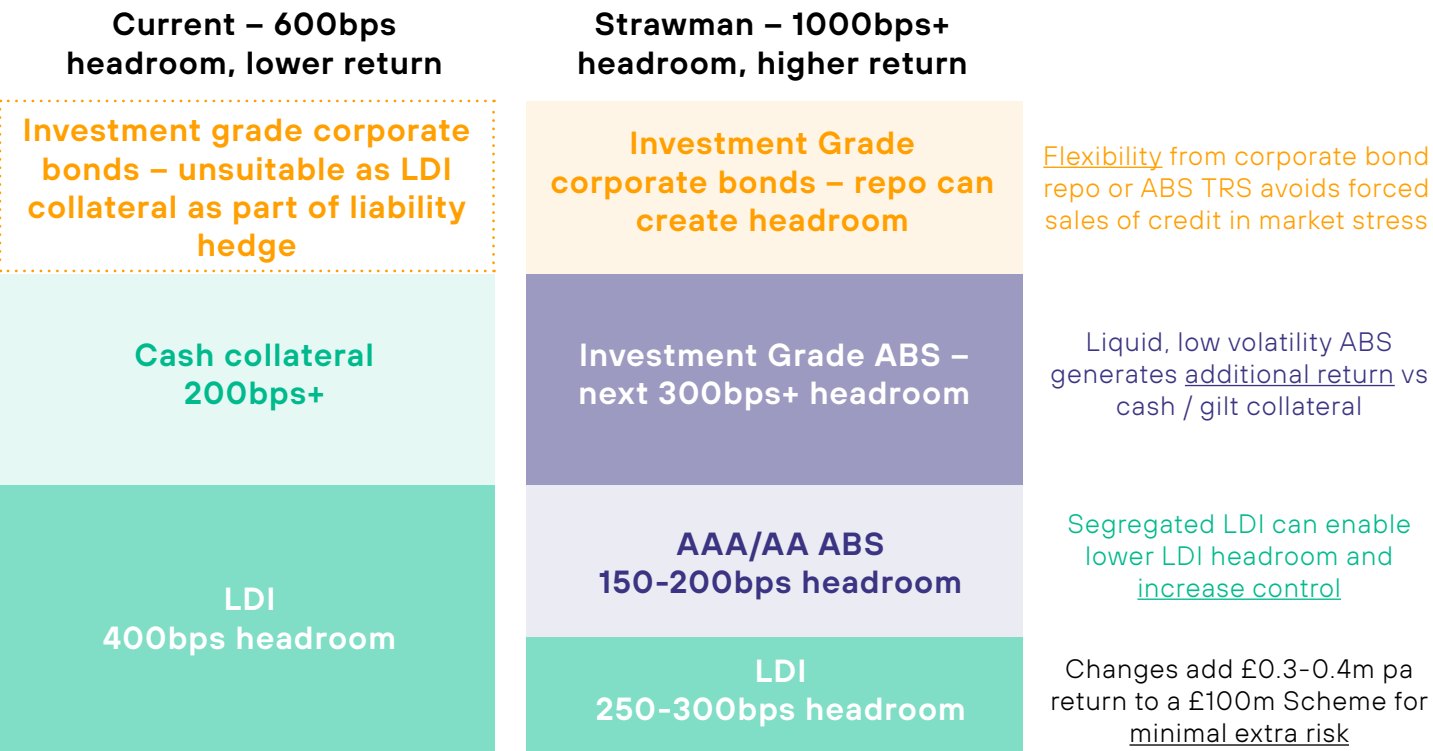 Current – 600bps
headroom, lower return
Strawman – 1000bps+
headroom, higher return
Investment grade corporate
bonds – unsuitable as LDI
collateral as part of liability
hedge
Investment Grade
corporate bonds – repo can
create headroom
Flexibility from corporate bond
repo or ABS TRS avoids forced
sales of credit in market stress
Cash collateral
200bps+
Investment Grade ABS –
next 300bps+ headroom
Liquid, low volatility ABS
generates additional return vs
cash / gilt collateral
LDI
400bps headroom
AAA/AA ABS
150-200bps headroom
Segregated LDI can enable
lower LDI headroom and
increase control
LDI
250-300bps headroom
Changes add £0.3-0.4m pa
return to a £100m Scheme for
minimal extra risk